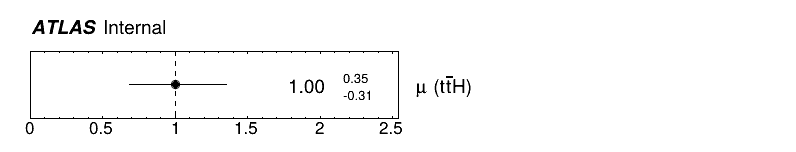 ATLAS Internal
1.00 0.35
-0.31
μ (tt̄H)
0 0.5 1 1.5 2 2.5